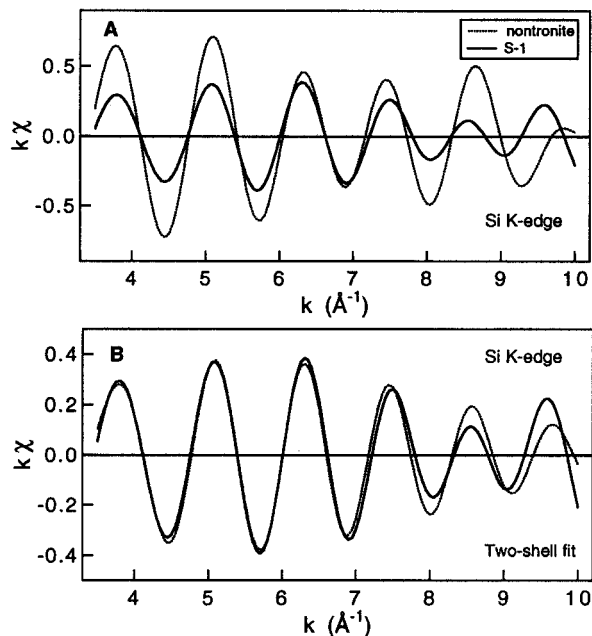 A
nontronite
S-1
0.5
0.0
-0.5
kχ
Si K-edge
4 5 6 7 8 9 10
k (Å⁻¹)
B
Si K-edge
0.4
0.2
0.0
-0.4
kχ
Two-shell fit
4 5 6 7 8 9 10
k (Å⁻¹)